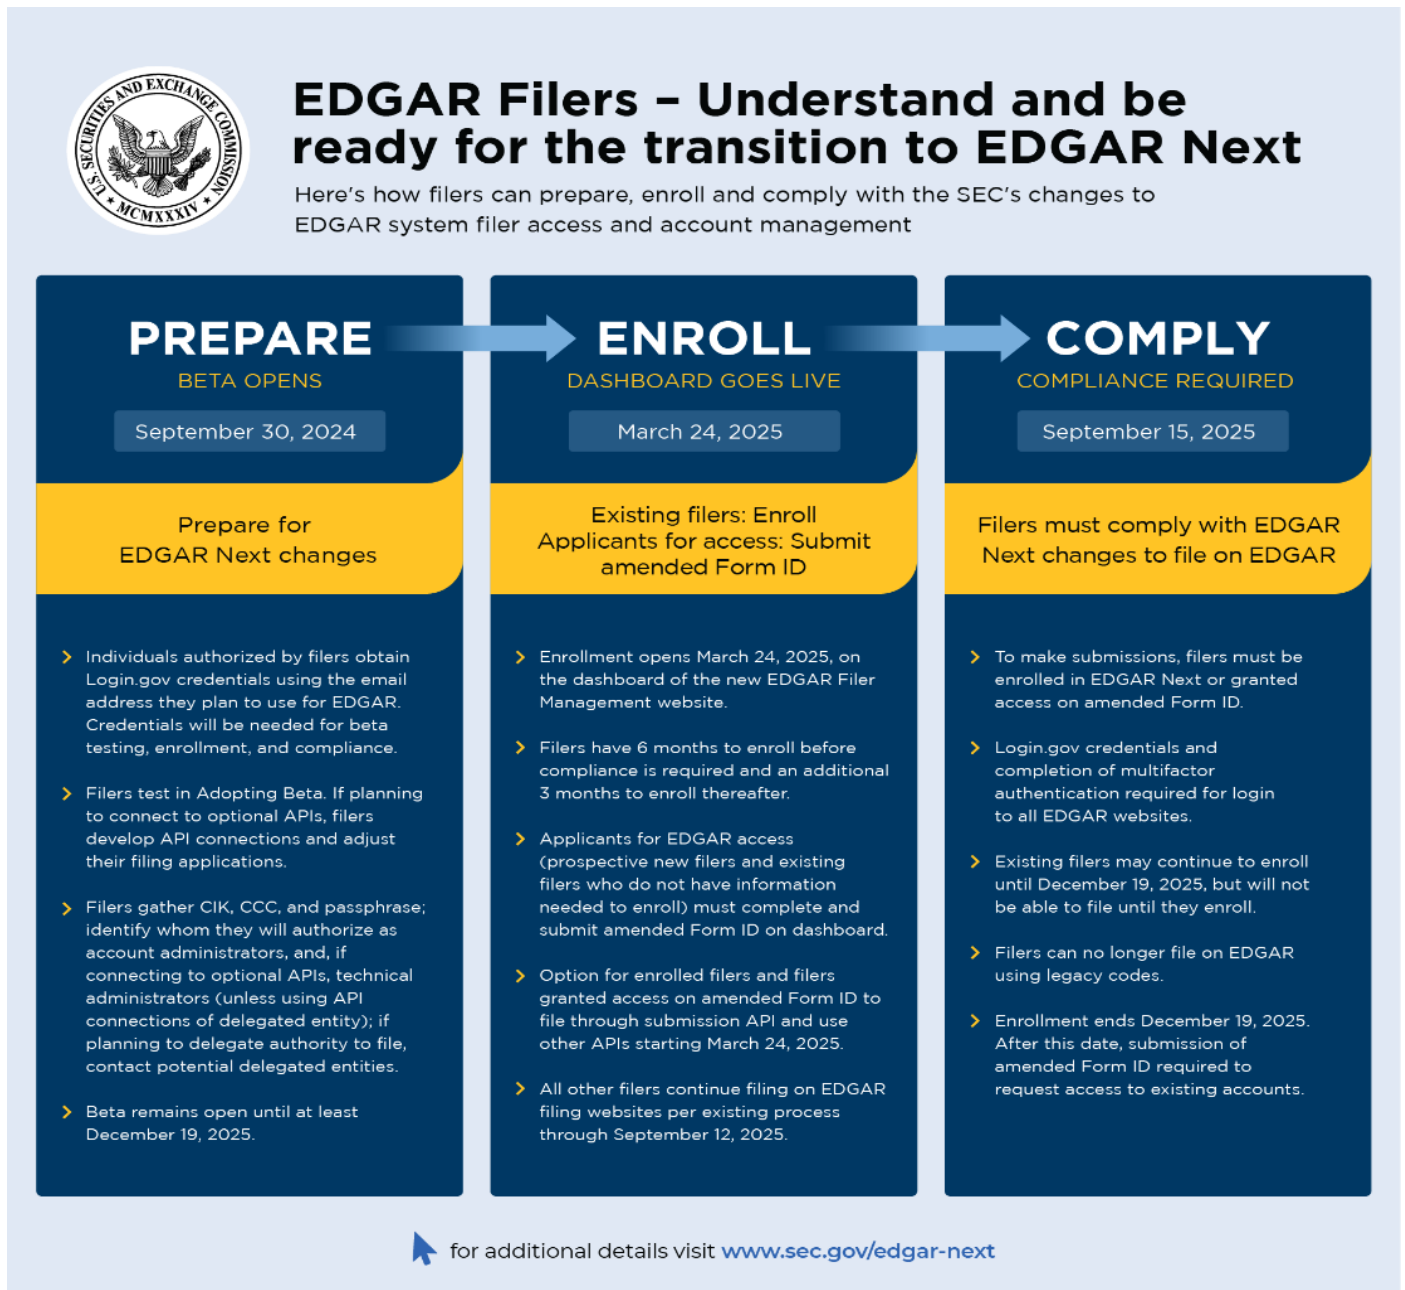 U.S. SECURITIES AND EXCHANGE COMMISSION
★ MCMXXXIV ★
EDGAR Filers – Understand and be
ready for the transition to EDGAR Next
Here's how filers can prepare, enroll and comply with the SEC's changes to
EDGAR system filer access and account management
PREPARE
BETA OPENS
September 30, 2024
Prepare for
EDGAR Next changes
Individuals authorized by filers obtain
Login.gov credentials using the email
address they plan to use for EDGAR.
Credentials will be needed for beta
testing, enrollment, and compliance.
Filers test in Adopting Beta. If planning
to connect to optional APIs, filers
develop API connections and adjust
their filing applications.
Filers gather CIK, CCC, and passphrase;
identify whom they will authorize as
account administrators, and, if
connecting to optional APIs, technical
administrators (unless using API
connections of delegated entity); if
planning to delegate authority to file,
contact potential delegated entities.
Beta remains open until at least
December 19, 2025.
ENROLL
DASHBOARD GOES LIVE
March 24, 2025
Existing filers: Enroll
Applicants for access: Submit
amended Form ID
Enrollment opens March 24, 2025, on
the dashboard of the new EDGAR Filer
Management website.
Filers have 6 months to enroll before
compliance is required and an additional
3 months to enroll thereafter.
Applicants for EDGAR access
(prospective new filers and existing
filers who do not have information
needed to enroll) must complete and
submit amended Form ID on dashboard.
Option for enrolled filers and filers
granted access on amended Form ID to
file through submission API and use
other APIs starting March 24, 2025.
All other filers continue filing on EDGAR
filing websites per existing process
through September 12, 2025.
COMPLY
COMPLIANCE REQUIRED
September 15, 2025
Filers must comply with EDGAR
Next changes to file on EDGAR
To make submissions, filers must be
enrolled in EDGAR Next or granted
access on amended Form ID.
Login.gov credentials and
completion of multifactor
authentication required for login
to all EDGAR websites.
Existing filers may continue to enroll
until December 19, 2025, but will not
be able to file until they enroll.
Filers can no longer file on EDGAR
using legacy codes.
Enrollment ends December 19, 2025.
After this date, submission of
amended Form ID required to
request access to existing accounts.
for additional details visit www.sec.gov/edgar-next